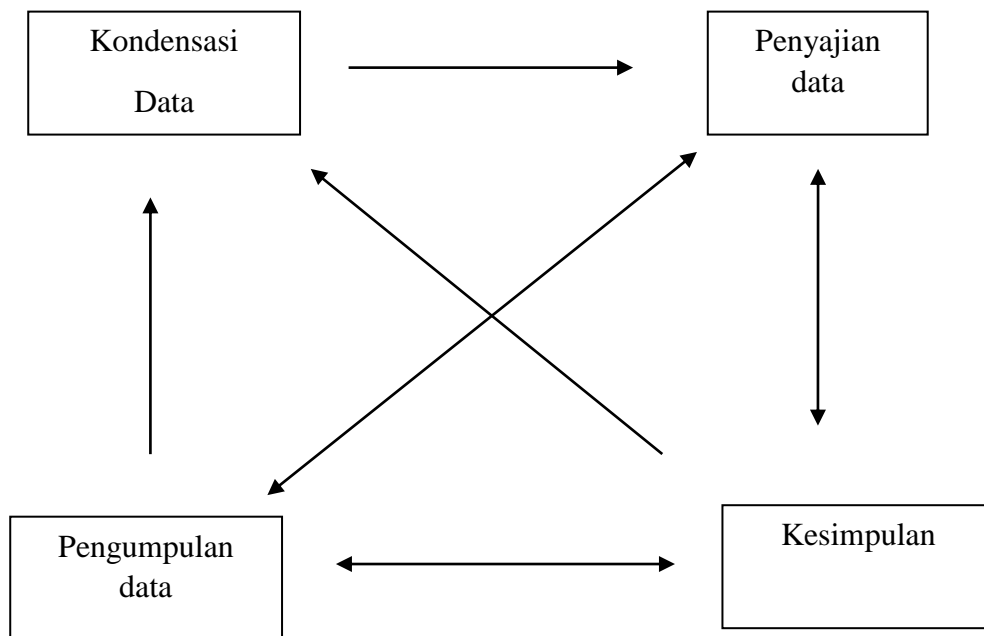 Kondensasi
Data
Penyajian
data
Pengumpulan
data
Kesimpulan